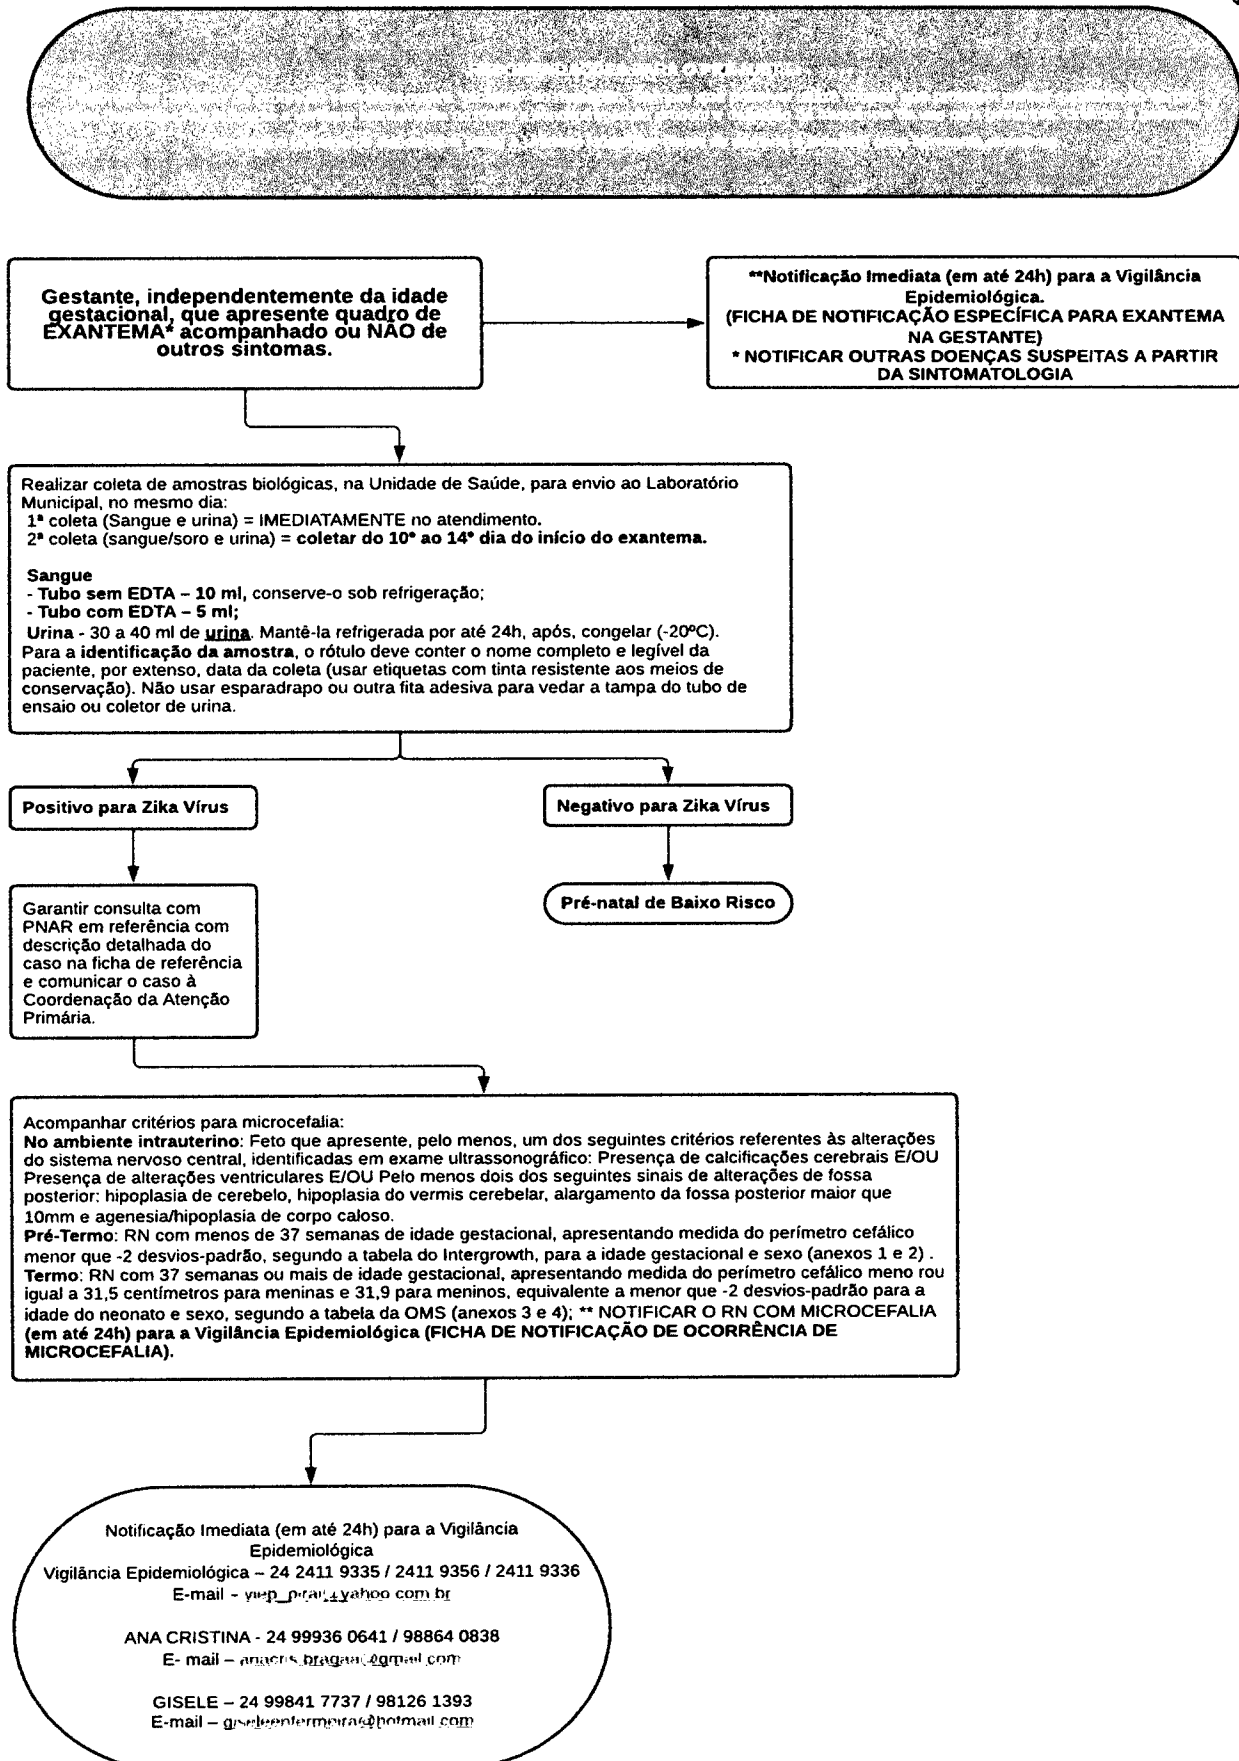 Gestante, independentemente da idade
gestacional, que apresente quadro de
EXANTEMA* acompanhado ou NÃO de
outros sintomas.
**Notificação Imediata (em até 24h) para a Vigilância
Epidemiológica.
(FICHA DE NOTIFICAÇÃO ESPECÍFICA PARA EXANTEMA
NA GESTANTE)
* NOTIFICAR OUTRAS DOENÇAS SUSPEITAS A PARTIR
DA SINTOMATOLOGIA
Realizar coleta de amostras biológicas, na Unidade de Saúde, para envio ao Laboratório
Municipal, no mesmo dia:
1ª coleta (Sangue e urina) = IMEDIATAMENTE no atendimento.
2ª coleta (sangue/soro e urina) = coletar do 10° ao 14° dia do início do exantema.
Sangue
- Tubo sem EDTA – 10 ml, conserve-o sob refrigeração;
- Tubo com EDTA – 5 ml;
Urina - 30 a 40 ml de urina. Mantê-la refrigerada por até 24h, após, congelar (-20ºC).
Para a identificação da amostra, o rótulo deve conter o nome completo e legível da
paciente, por extenso, data da coleta (usar etiquetas com tinta resistente aos meios de
conservação). Não usar esparadrapo ou outra fita adesiva para vedar a tampa do tubo de
ensaio ou coletor de urina.
Positivo para Zika Vírus
Negativo para Zika Vírus
Garantir consulta com
PNAR em referência com
descrição detalhada do
caso na ficha de referência
e comunicar o caso à
Coordenação da Atenção
Primária.
Pré-natal de Baixo Risco
Acompanhar critérios para microcefalia:
No ambiente intrauterino: Feto que apresente, pelo menos, um dos seguintes critérios referentes às alterações
do sistema nervoso central, identificadas em exame ultrassonográfico: Presença de calcificações cerebrais E/OU
Presença de alterações ventriculares E/OU Pelo menos dois dos seguintes sinais de alterações de fossa
posterior: hipoplasia de cerebelo, hipoplasia do vermis cerebelar, alargamento da fossa posterior maior que
10mm e agenesia/hipoplasia de corpo caloso.
Pré-Termo: RN com menos de 37 semanas de idade gestacional, apresentando medida do perímetro cefálico
menor que -2 desvios-padrão, segundo a tabela do Intergrowth, para a idade gestacional e sexo (anexos 1 e 2) .
Termo: RN com 37 semanas ou mais de idade gestacional, apresentando medida do perímetro cefálico meno rou
igual a 31,5 centímetros para meninas e 31,9 para meninos, equivalente a menor que -2 desvios-padrão para a
idade do neonato e sexo, segundo a tabela da OMS (anexos 3 e 4); ** NOTIFICAR O RN COM MICROCEFALIA
(em até 24h) para a Vigilância Epidemiológica (FICHA DE NOTIFICAÇÃO DE OCORRÊNCIA DE
MICROCEFALIA).
Notificação Imediata (em até 24h) para a Vigilância
Epidemiológica
Vigilância Epidemiológica – 24 2411 9335 / 2411 9356 / 2411 9336
E-mail –
ANA CRISTINA - 24 99936 0641 / 98864 0838
E- mail –
GISELE – 24 99841 7737 / 98126 1393
E-mail –